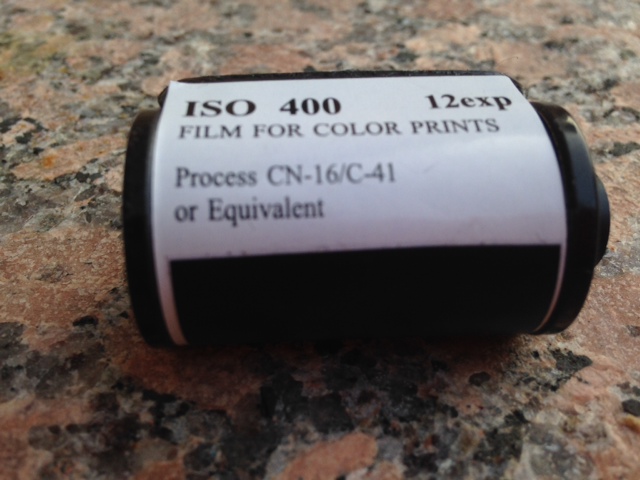 ISO 400 12exp
FILM FOR COLOR PRINTS
Process CN-16/C-41
or Equivalent